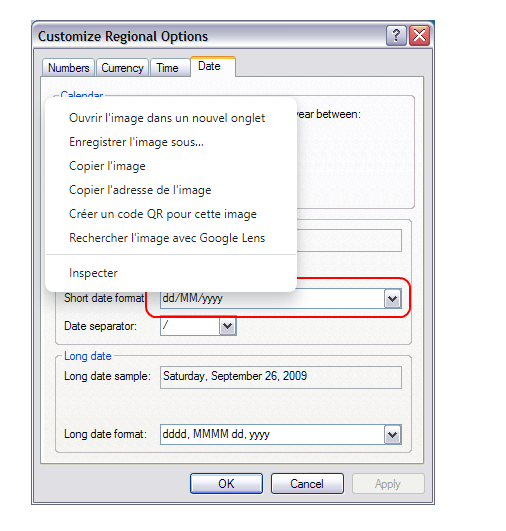 Customize Regional Options
Numbers Currency Time Date
Calendar
year between:
Ouvrir l'image dans un nouvel onglet
Enregistrer l'image sous...
Copier l'image
Copier l'adresse de l'image
Créer un code QR pour cette image
Rechercher l'image avec Google Lens
Inspecter
Short date format: dd/MM/yyyy
Date separator: /
Long date
Long date sample: Saturday, September 26, 2009
Long date format: dddd, MMMM dd, yyyy
OK Cancel Apply